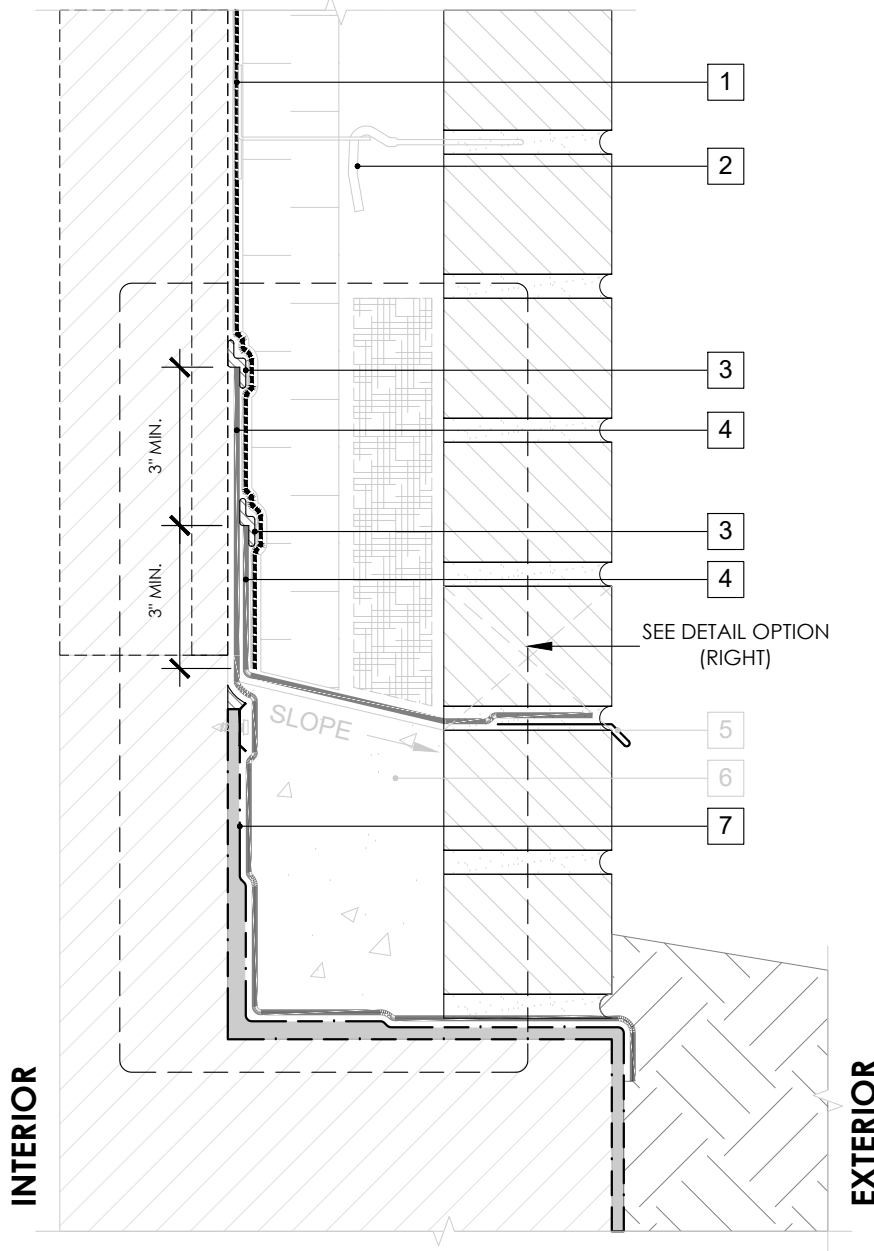 1
2
3
3" MIN.
4
3
3" MIN.
4
SEE DETAIL OPTION
(RIGHT)
SLOPE
5
6
7
INTERIOR
EXTERIOR